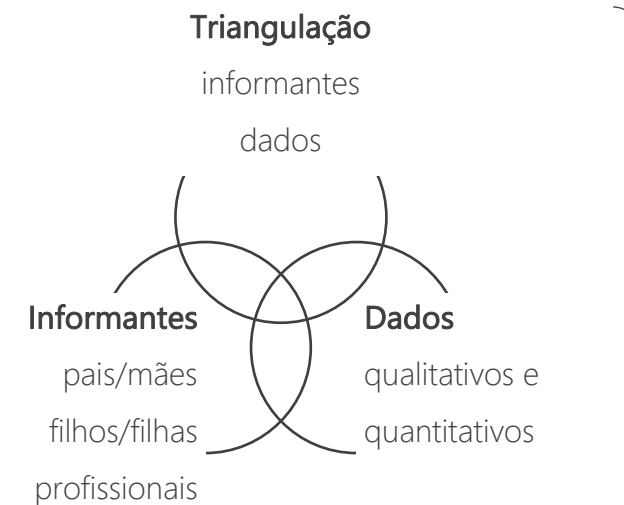 Triangulação
informantes
dados
Informantes
pais/mães
filhos/filhas
profissionais
Dados
qualitativos e
quantitativos